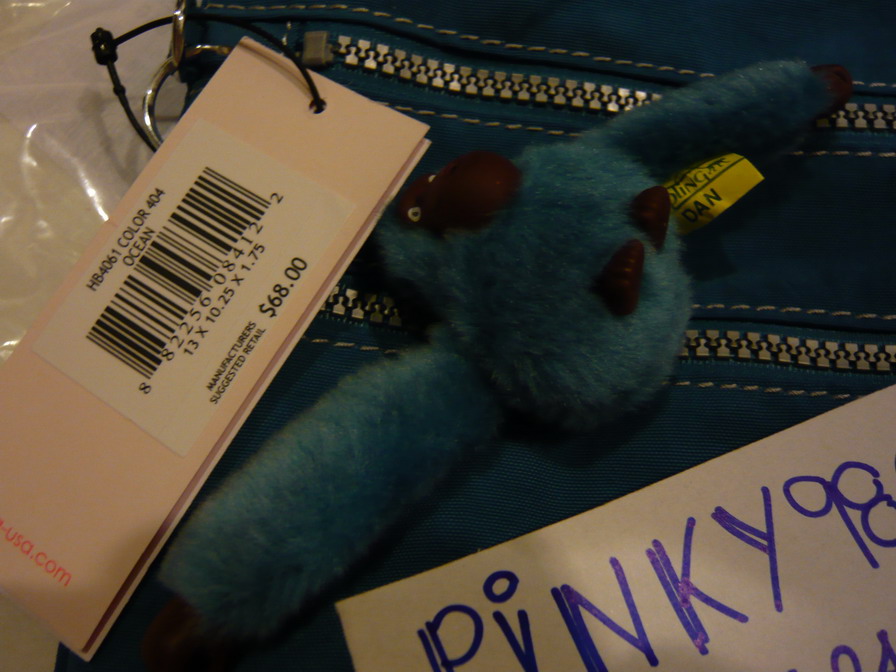 HB4061 COLOR 404
OCEAN
8 82256 08412 2
13 X 10.25 X 1.75
MANUFACTURERS
SUGGESTED RETAIL
$68.00
-usa.com
DAN
PiNKY